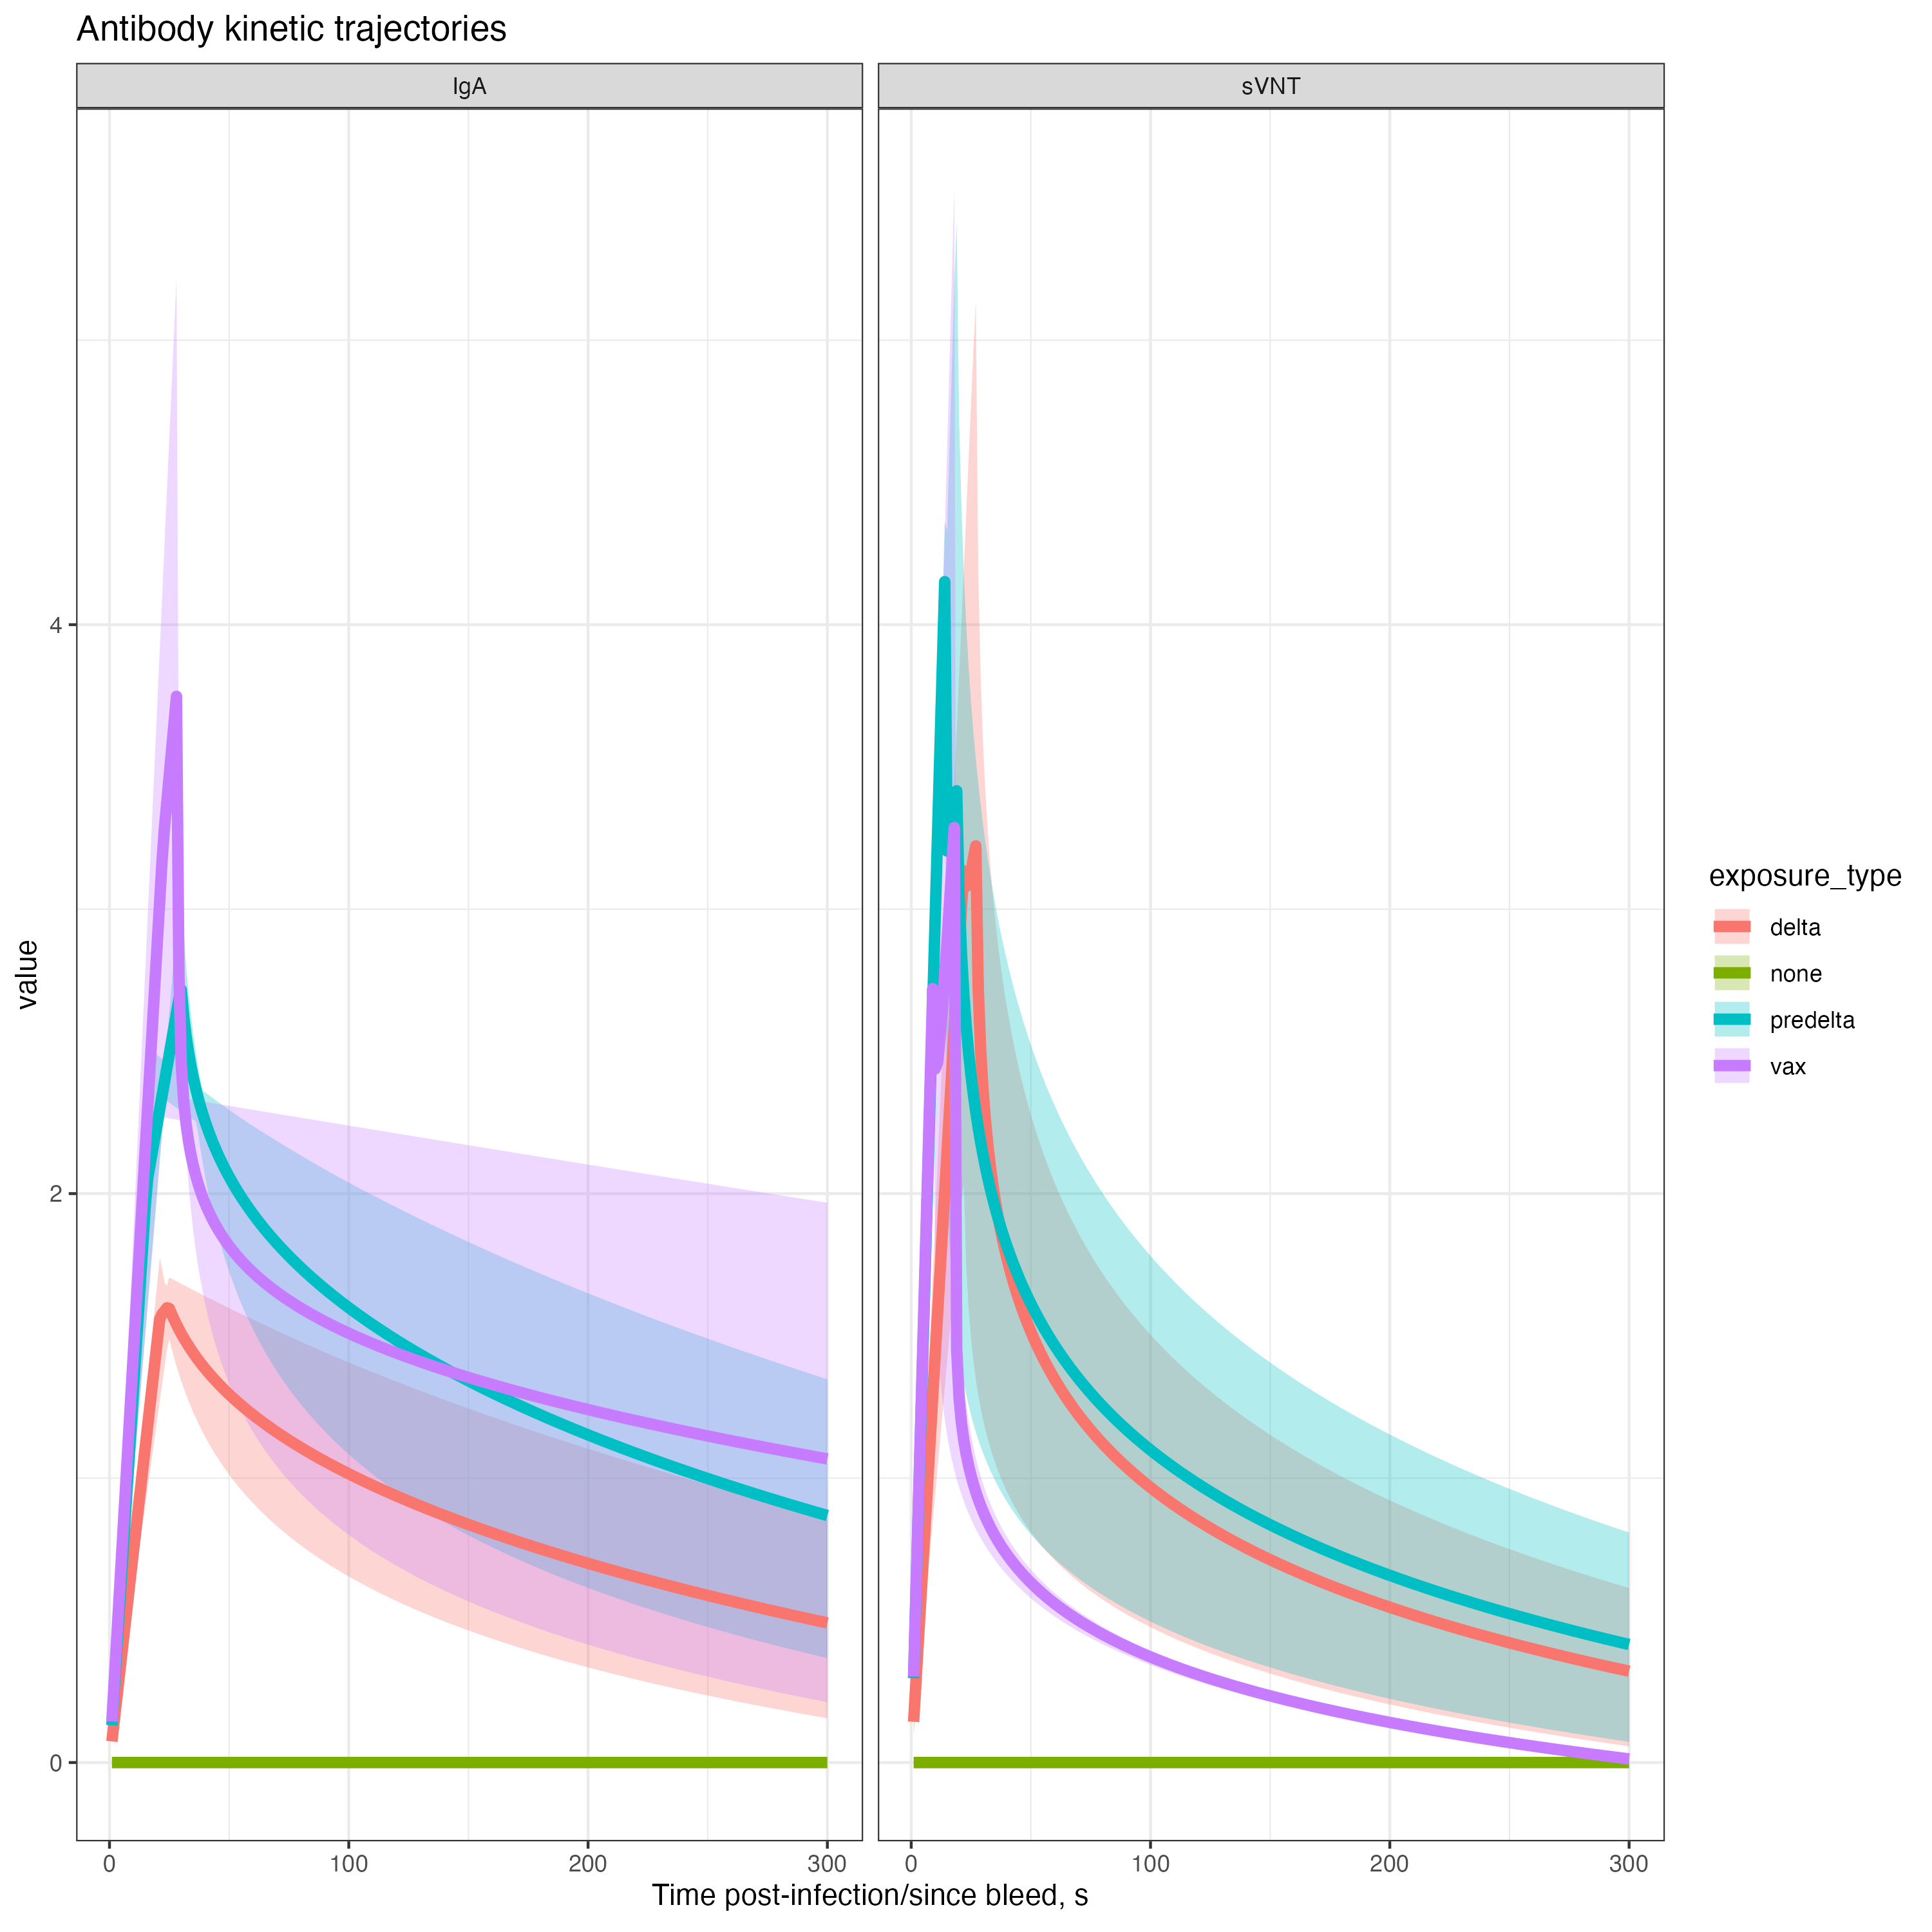 Antibody kinetic trajectories
IgA
sVNT
value
4
2
0
0 100 200 300
0 100 200 300
Time post-infection/since bleed, s
exposure_type
delta
none
predelta
vax